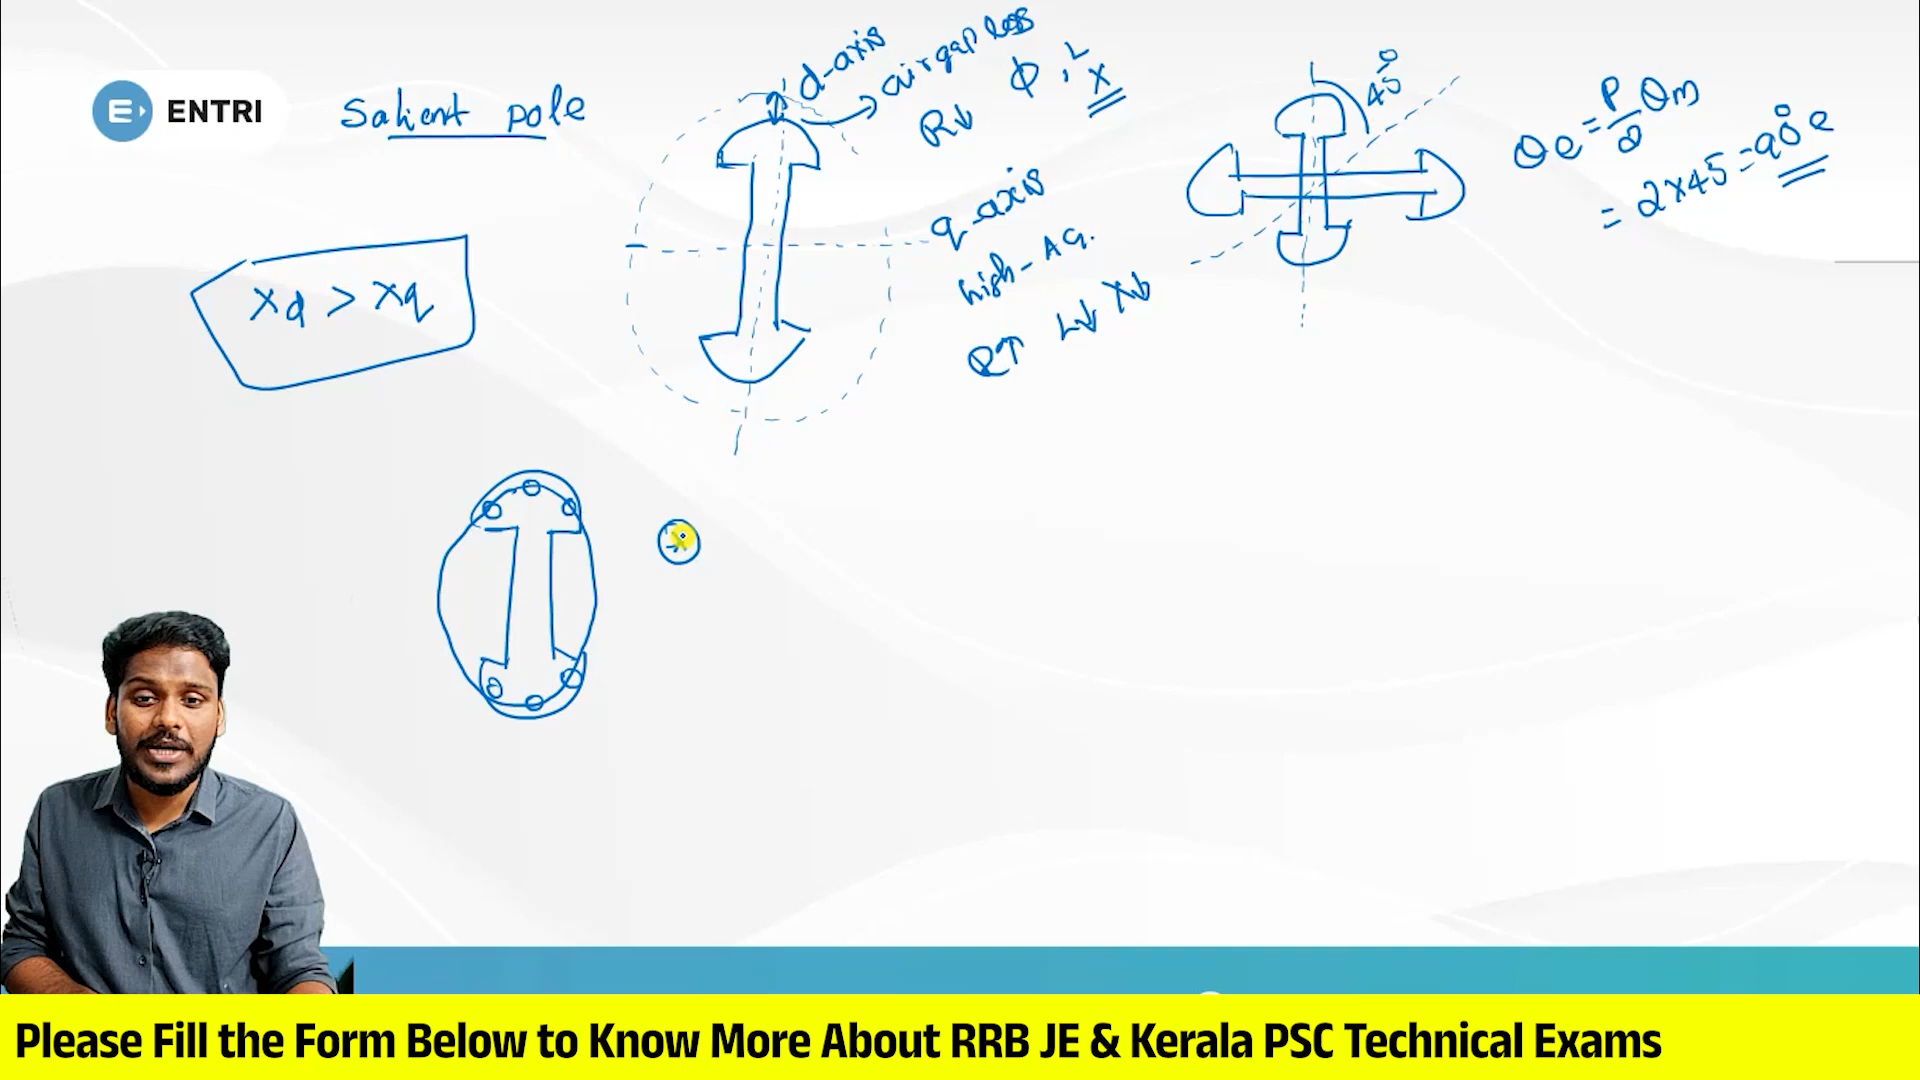 ENTRI
Salient pole
d-axis
airgap less
R↓ Φ, L
X
q-axis
high-AG.
R↑ L↓ X↓
Xd > Xq
45°
θe = P/2 θm
= 2x45 = 90°e
Please Fill the Form Below to Know More About RRB JE & Kerala PSC Technical Exams